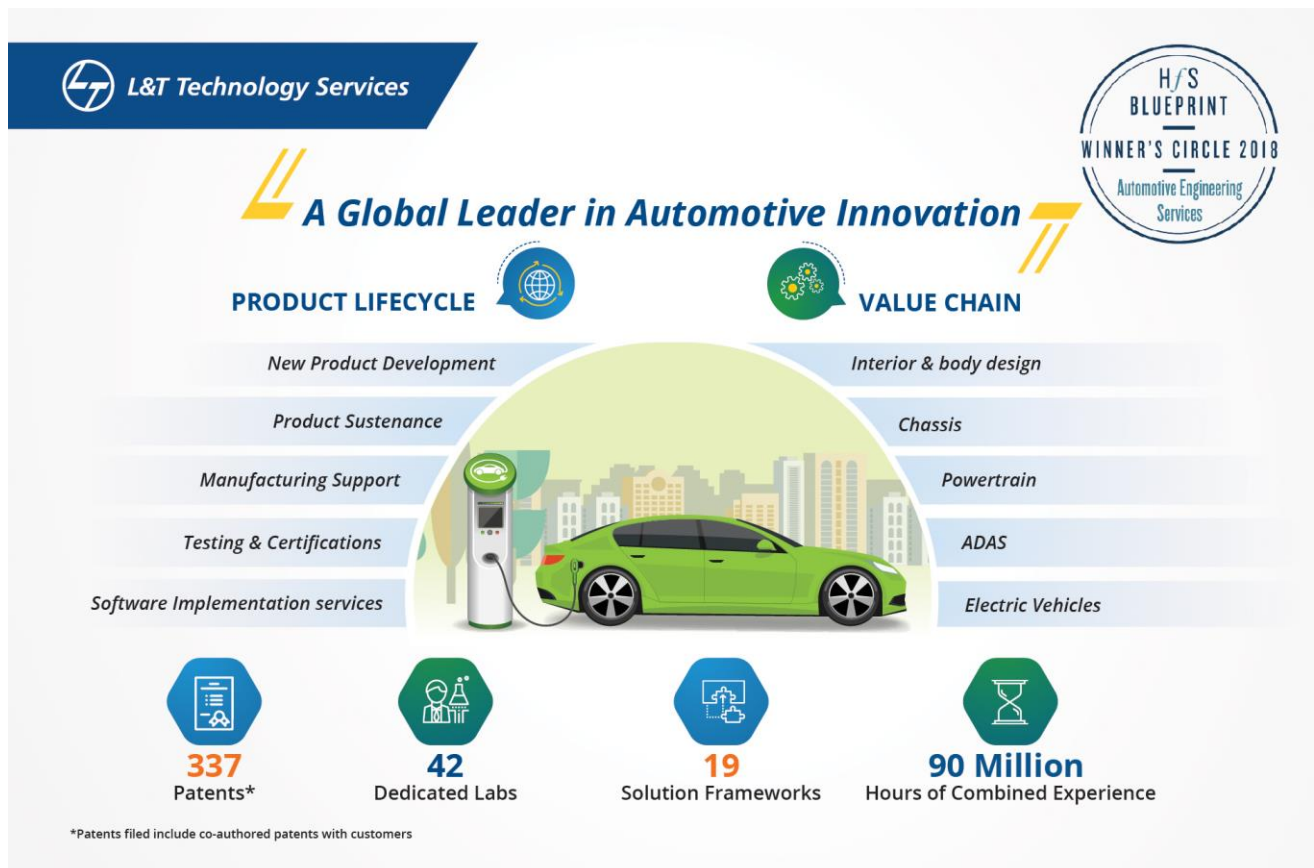 LT L&T Technology Services
HfS
BLUEPRINT
WINNER'S CIRCLE 2018
Automotive Engineering
Services
A Global Leader in Automotive Innovation
PRODUCT LIFECYCLE
VALUE CHAIN
New Product Development
Interior & body design
Product Sustenance
Chassis
Manufacturing Support
Powertrain
Testing & Certifications
ADAS
Software Implementation services
Electric Vehicles
337
Patents*
42
Dedicated Labs
19
Solution Frameworks
90 Million
Hours of Combined Experience
*Patents filed include co-authored patents with customers